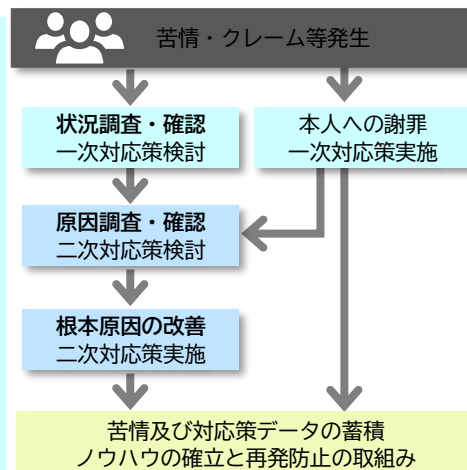 苦情・クレーム等発生
状況調査・確認
一次対応策検討
本人への謝罪
一次対応策実施
原因調査・確認
二次対応策検討
根本原因の改善
二次対応策実施
苦情及び対応策データの蓄積
ノウハウの確立と再発防止の取組み